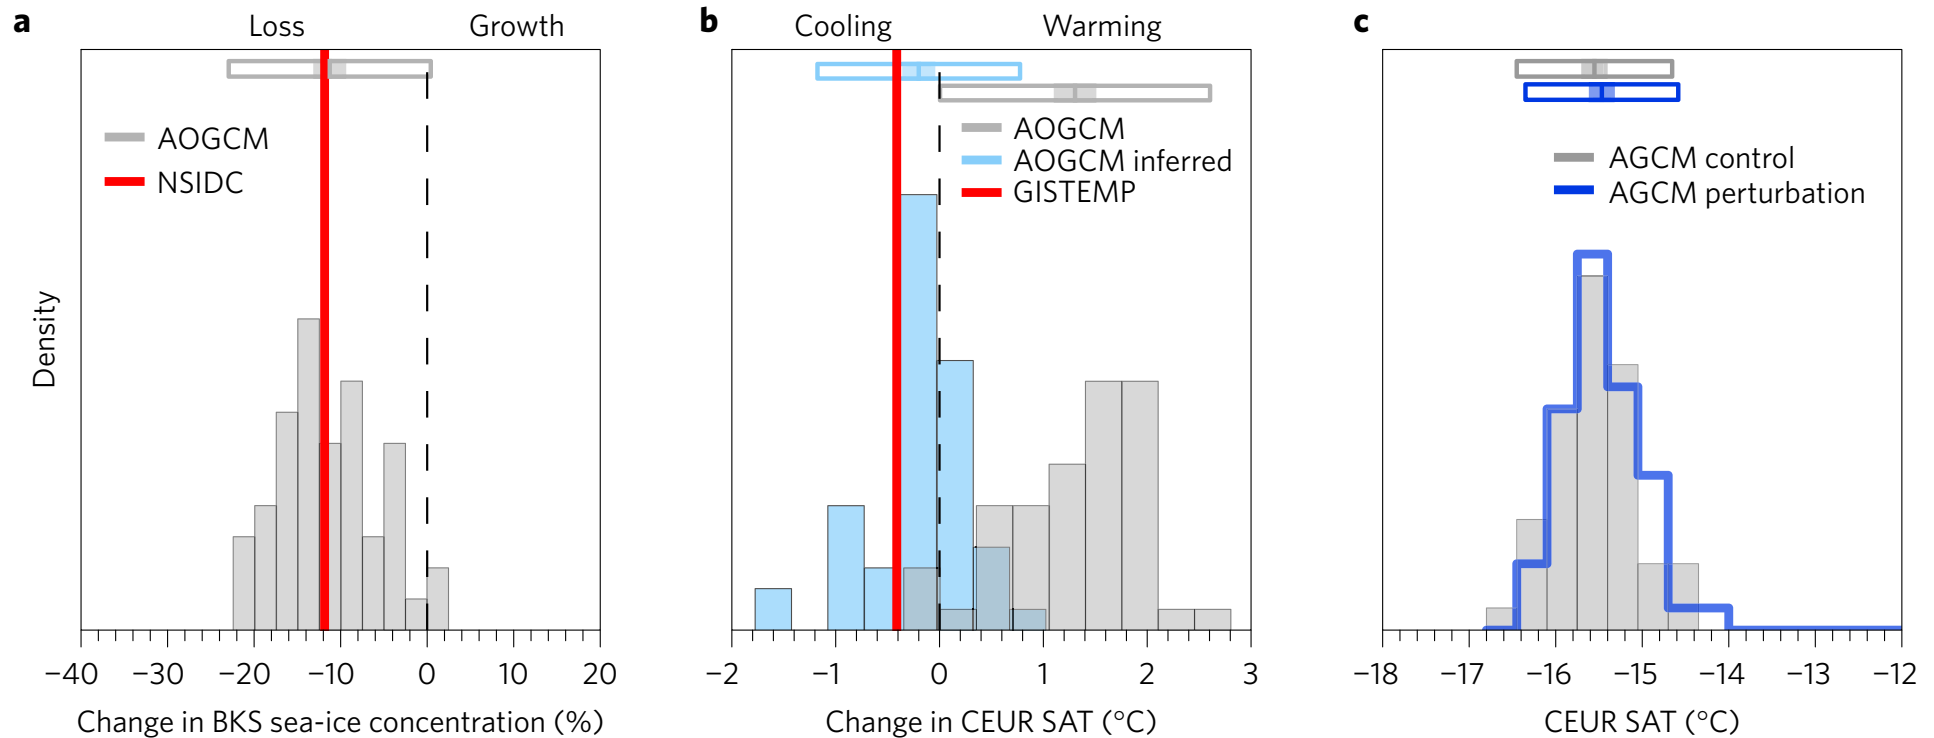 a
Loss Growth
AOGCM
NSIDC
Density
−40 −30 −20 −10 0 10 20
Change in BKS sea-ice concentration (%)
b
Cooling Warming
AOGCM
AOGCM inferred
GISTEMP
−2 −1 0 1 2 3
Change in CEUR SAT (°C)
c
AGCM control
AGCM perturbation
−18 −17 −16 −15 −14 −13 −12
CEUR SAT (°C)